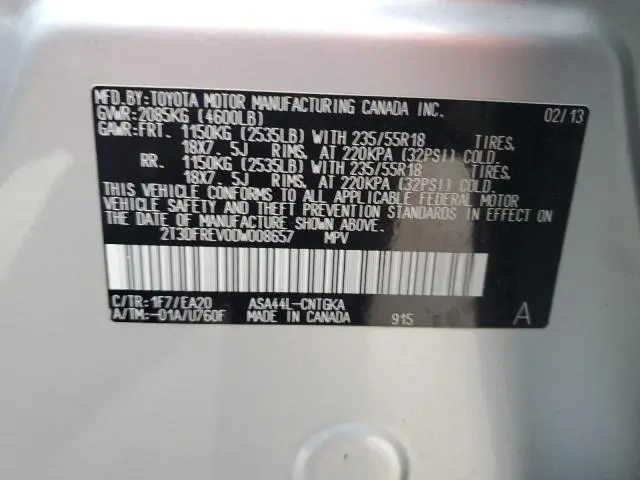 MFD. BY: TOYOTA MOTOR MANUFACTURING CANADA INC. 02/13
GVWR: 2085KG (4600LB)
GAWR: FRT. 1150KG (2535LB) WITH 235/55R18 TIRES,
18X7. 5J RIMS, AT 220KPA (32PSI) COLD.
RR. 1150KG (2535LB) WITH 235/55R18 TIRES,
18X7. 5J RIMS, AT 220KPA (32PSI) COLD.
THIS VEHICLE CONFORMS TO ALL APPLICABLE FEDERAL MOTOR
VEHICLE SAFETY AND THEFT PREVENTION STANDARDS IN EFFECT ON
THE DATE OF MANUFACTURE SHOWN ABOVE.
2T3DFREV0DW008657 MPV
C/TR: 1F7/EA20 ASA44L-CNTGKA
A/TM: -01A/U760F MADE IN CANADA 915 A